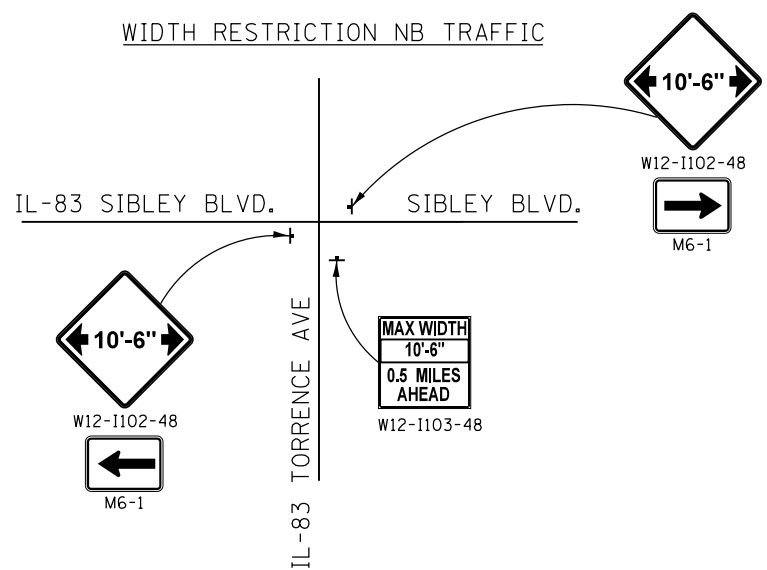 WIDTH RESTRICTION NB TRAFFIC
10'-6"
W12-I102-48
M6-1
IL-83 SIBLEY BLVD.
SIBLEY BLVD.
10'-6"
W12-I102-48
M6-1
IL-83 TORRENCE AVE
MAX WIDTH
10'-6"
0.5 MILES
AHEAD
W12-I103-48